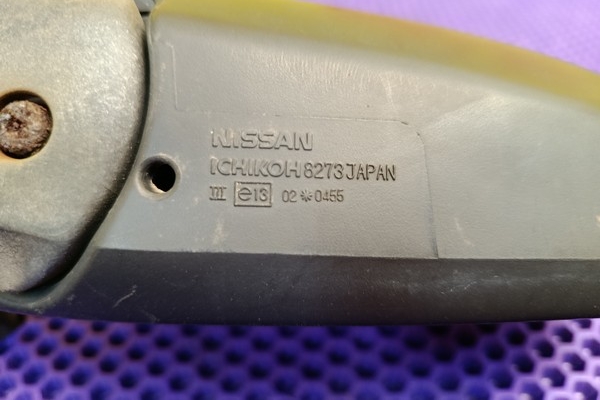 NISSAN
ICHIKOH 8273 JAPAN
III e13 02 * 0455